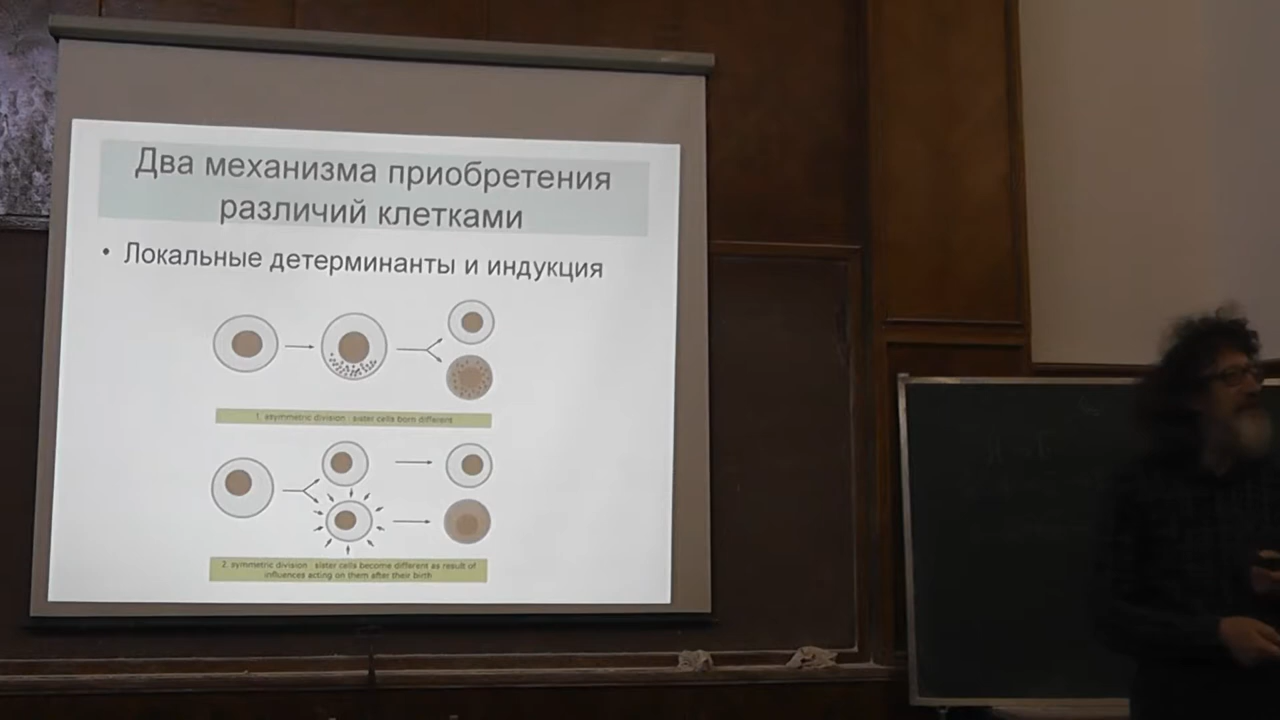 Два механизма приобретения
различий клетками
• Локальные детерминанты и индукция
1. asymmetric division : sister cells born different
2. symmetric division : sister cells become different as result of
influences acting on them after their birth